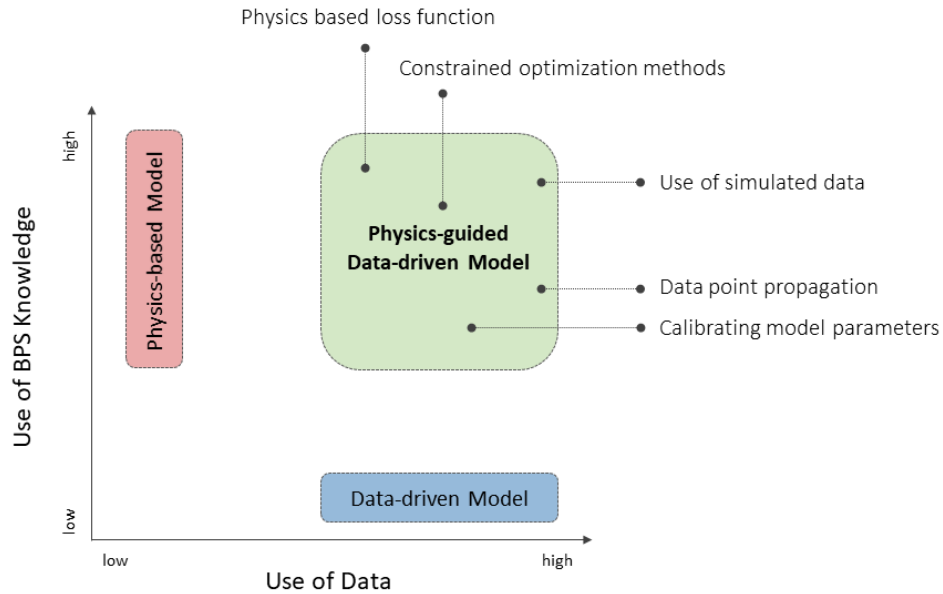 Physics based loss function
Constrained optimization methods
high
Physics-based Model
Use of simulated data
Physics-guided
Data-driven Model
Use of BPS Knowledge
Data point propagation
Calibrating model parameters
Data-driven Model
low
low
high
Use of Data